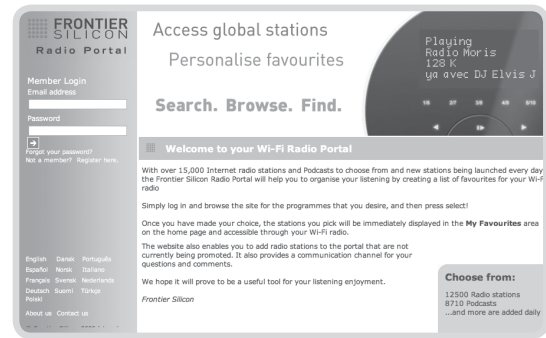 FRONTIER
SILICON
Radio Portal
Member Login
Email address
Password
Forgot your password?
Not a member? Register here.
English Dansk Português
Español Norsk Italiano
Français Svensk Nederlands
Deutsch Suomi Türkçe
Polski
About us Contact us
Access global stations
Personalise favourites
Search. Browse. Find.
Playing
Radio Moris
128 K
ya avec DJ Elvis J
1/6 2/7 3/8 4/9 5/10
Welcome to your Wi-Fi Radio Portal
With over 15,000 Internet radio stations and Podcasts to choose from and new stations being launched every day
the Frontier Silicon Radio Portal will help you to organise your listening by creating a list of favourites for your Wi-F
radio
Simply log in and browse the site for the programmes that you desire, and then press select!
Once you have made your choice, the stations you pick will be immediately displayed in the My Favourites area
on the home page and accessible through your Wi-Fi radio.
The website also enables you to add radio stations to the portal that are not
currently being promoted. It also provides a communication channel for your
questions and comments.
We hope it will prove to be a useful tool for your listening enjoyment.
Frontier Silicon
Choose from:
12500 Radio stations
8710 Podcasts
...and more are added daily